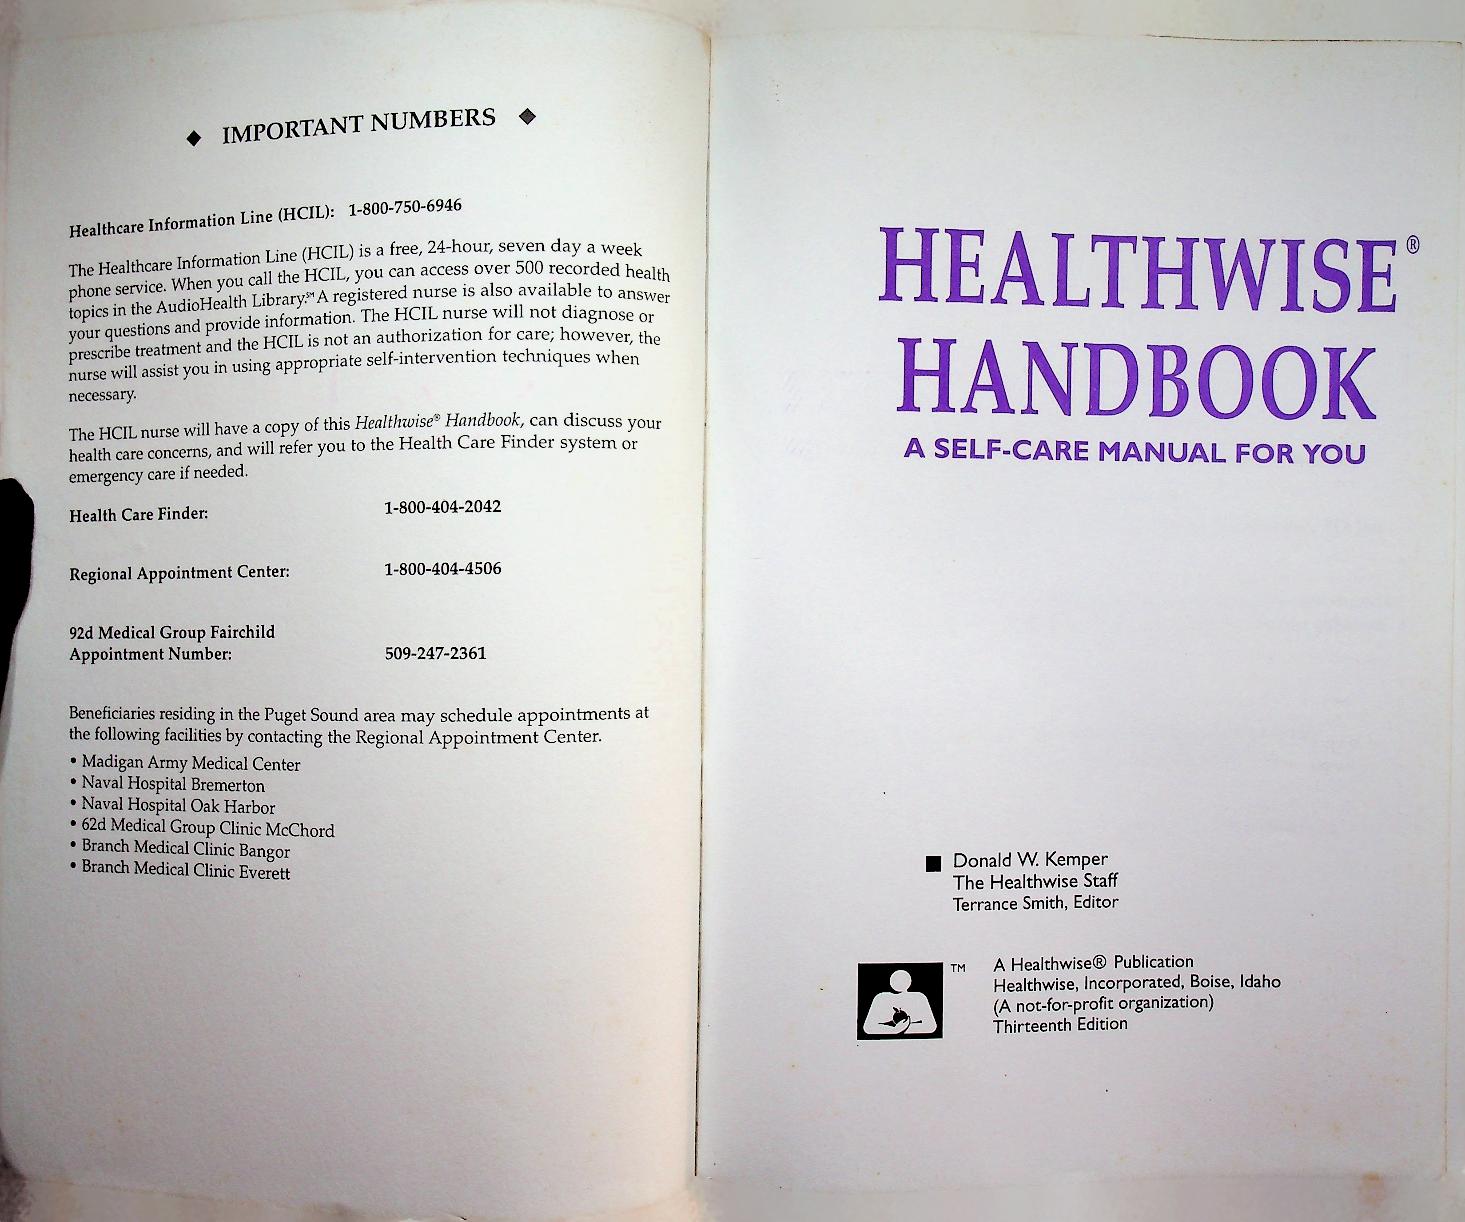 ◆ IMPORTANT NUMBERS ◆
Healthcare Information Line (HCIL): 1-800-750-6946
The Healthcare Information Line (HCIL) is a free, 24-hour, seven day a week
phone service. When you call the HCIL, you can access over 500 recorded health
topics in the AudioHealth Library.℠ A registered nurse is also available to answer
your questions and provide information. The HCIL nurse will not diagnose or
prescribe treatment and the HCIL is not an authorization for care; however, the
nurse will assist you in using appropriate self-intervention techniques when
necessary.
The HCIL nurse will have a copy of this Healthwise® Handbook, can discuss your
health care concerns, and will refer you to the Health Care Finder system or
emergency care if needed.
Health Care Finder: 1-800-404-2042
Regional Appointment Center: 1-800-404-4506
92d Medical Group Fairchild
Appointment Number: 509-247-2361
Beneficiaries residing in the Puget Sound area may schedule appointments at
the following facilities by contacting the Regional Appointment Center.
• Madigan Army Medical Center
• Naval Hospital Bremerton
• Naval Hospital Oak Harbor
• 62d Medical Group Clinic McChord
• Branch Medical Clinic Bangor
• Branch Medical Clinic Everett
HEALTHWISE®
HANDBOOK
A SELF-CARE MANUAL FOR YOU
■ Donald W. Kemper
The Healthwise Staff
Terrance Smith, Editor
™ A Healthwise® Publication
Healthwise, Incorporated, Boise, Idaho
(A not-for-profit organization)
Thirteenth Edition